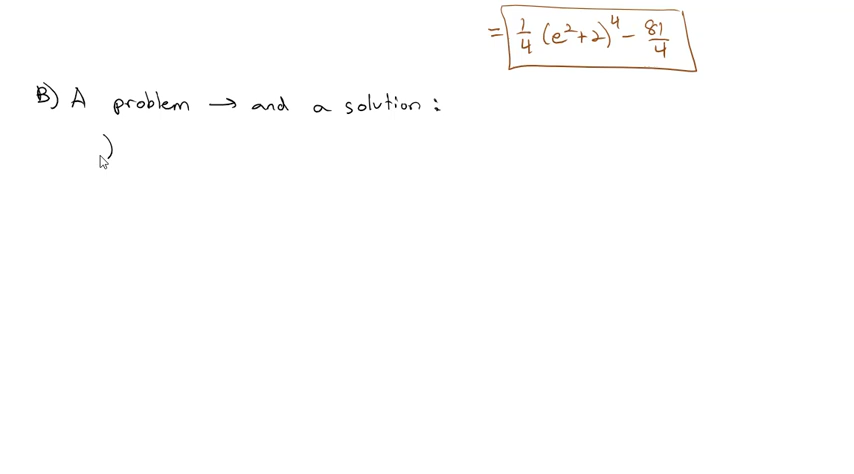 = 1/4 (e²+2)⁴ - 81/4
B) A problem → and a solution :
)